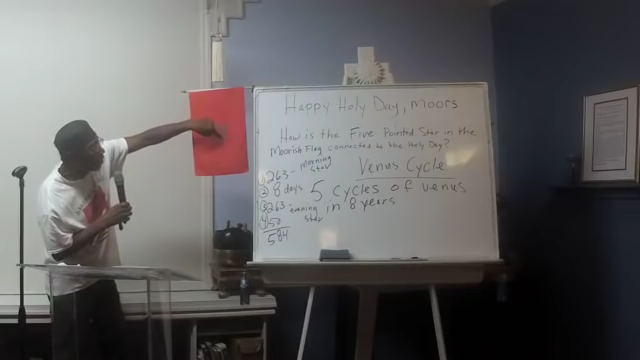 Happy Holy Day, Moors
How is the Five Pointed Star in the
Moorish Flag connected to the Holy Day?
① 263 - morning star
② 8 days
③ 263 - evening star
④ 50
584
Venus Cycle
5 cycles of venus
in 8 years